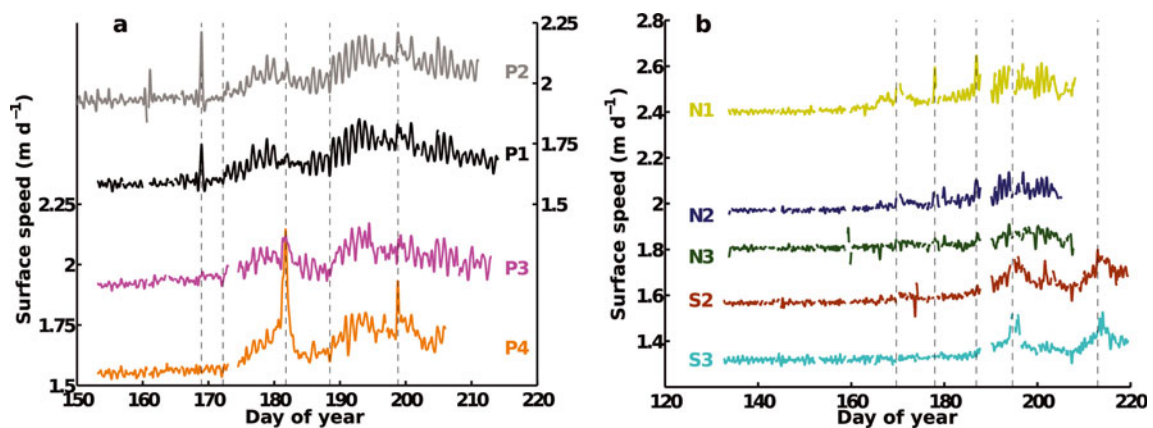 a
2.25
P2
2
P1
1.75
2.25
1.5
P3
2
1.75
P4
1.5
Surface speed (m d⁻¹)
150 160 170 180 190 200 210 220
Day of year
b
2.8
2.6
N1
2.4
2.2
N2
2
N3
1.8
S2
1.6
S3
1.4
Surface speed (m d⁻¹)
120 140 160 180 200 220
Day of year